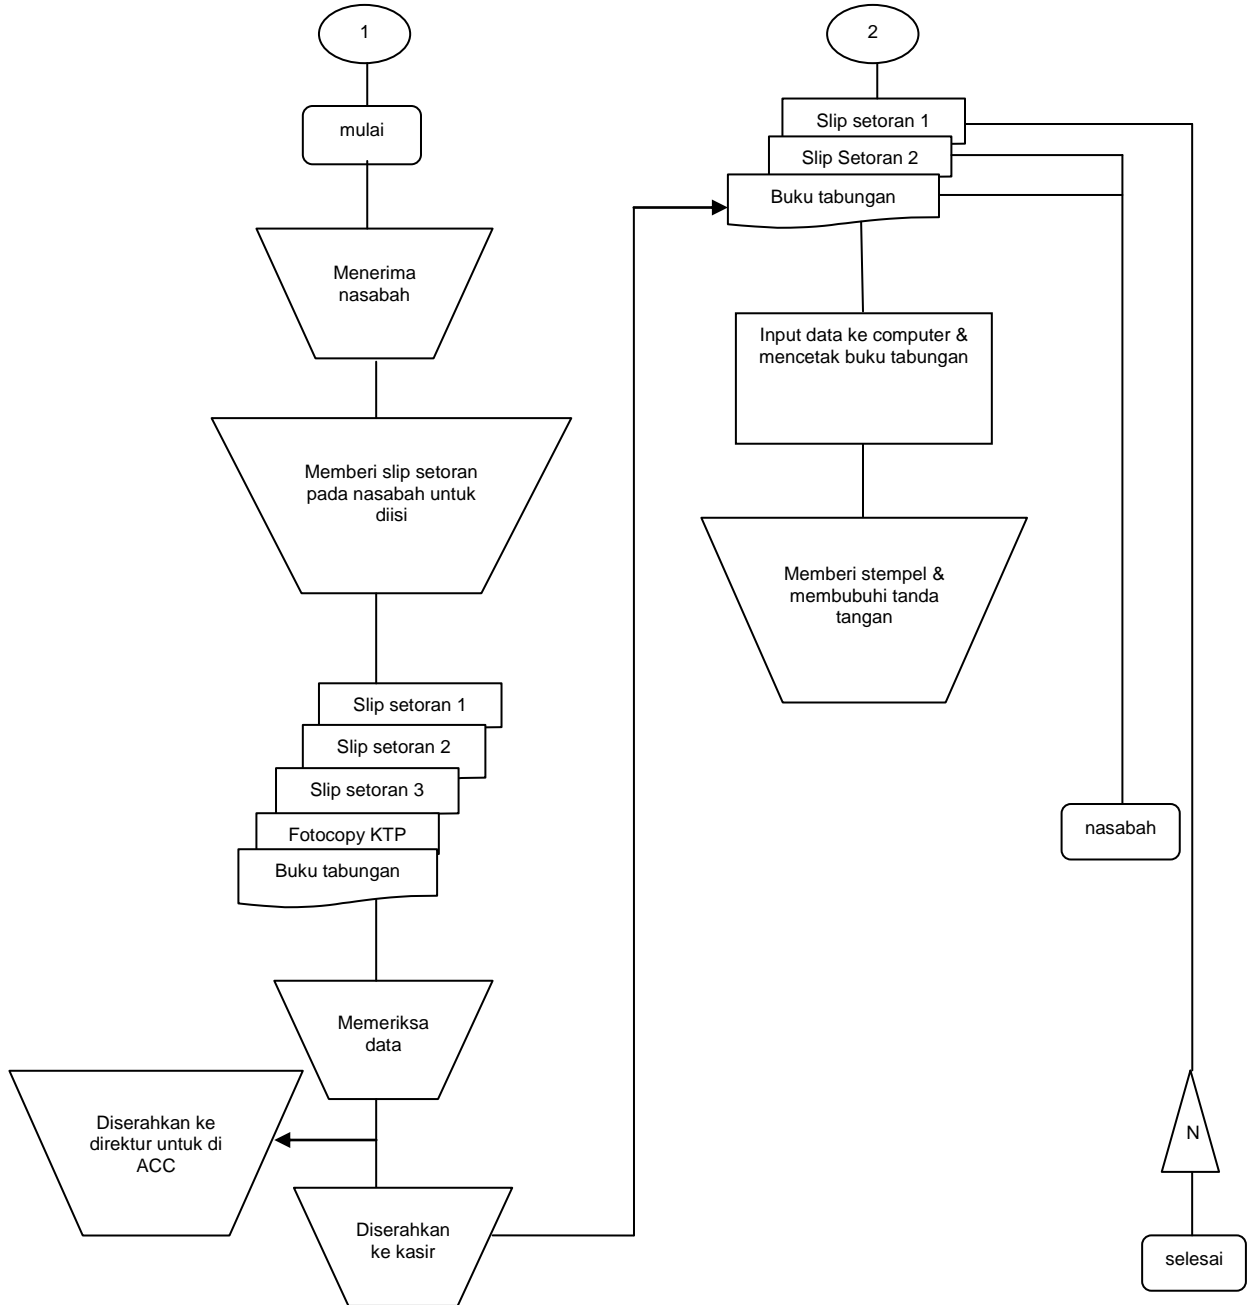 1
mulai
Menerima
nasabah
Memberi slip setoran
pada nasabah untuk
diisi
Slip setoran 1
Slip setoran 2
Slip setoran 3
Fotocopy KTP
Buku tabungan
Memeriksa
data
Diserahkan ke
direktur untuk di
ACC
Diserahkan
ke kasir
2
Slip setoran 1
Slip Setoran 2
Buku tabungan
Input data ke computer &
mencetak buku tabungan
Memberi stempel &
membubuhi tanda
tangan
nasabah
N
selesai